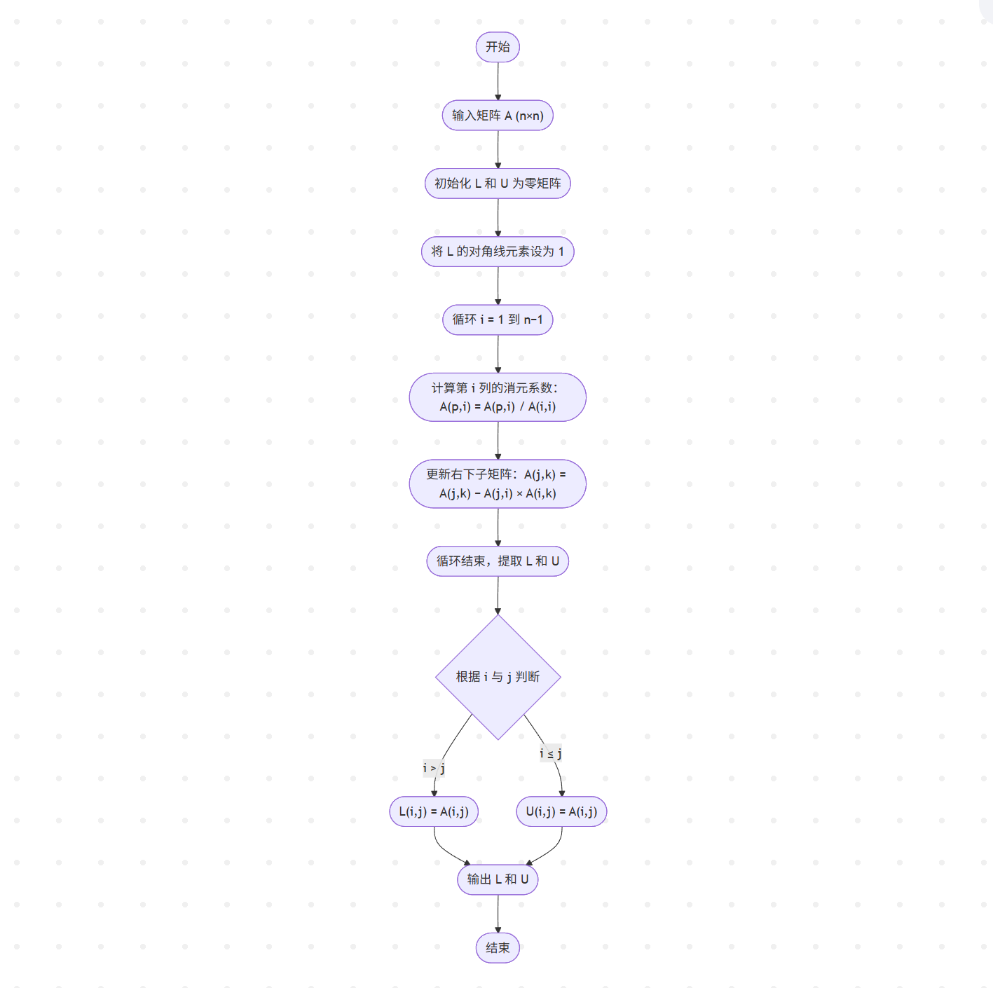 开始
输入矩阵 A (n×n)
初始化 L 和 U 为零矩阵
将 L 的对角线元素设为 1
循环 i = 1 到 n−1
计算第 i 列的消元系数：
A(p,i) = A(p,i) / A(i,i)
更新右下子矩阵：A(j,k) =
A(j,k) − A(j,i) × A(i,k)
循环结束，提取 L 和 U
根据 i 与 j 判断
i ≤ j
i > j
L(i,j) = A(i,j)
U(i,j) = A(i,j)
输出 L 和 U
结束